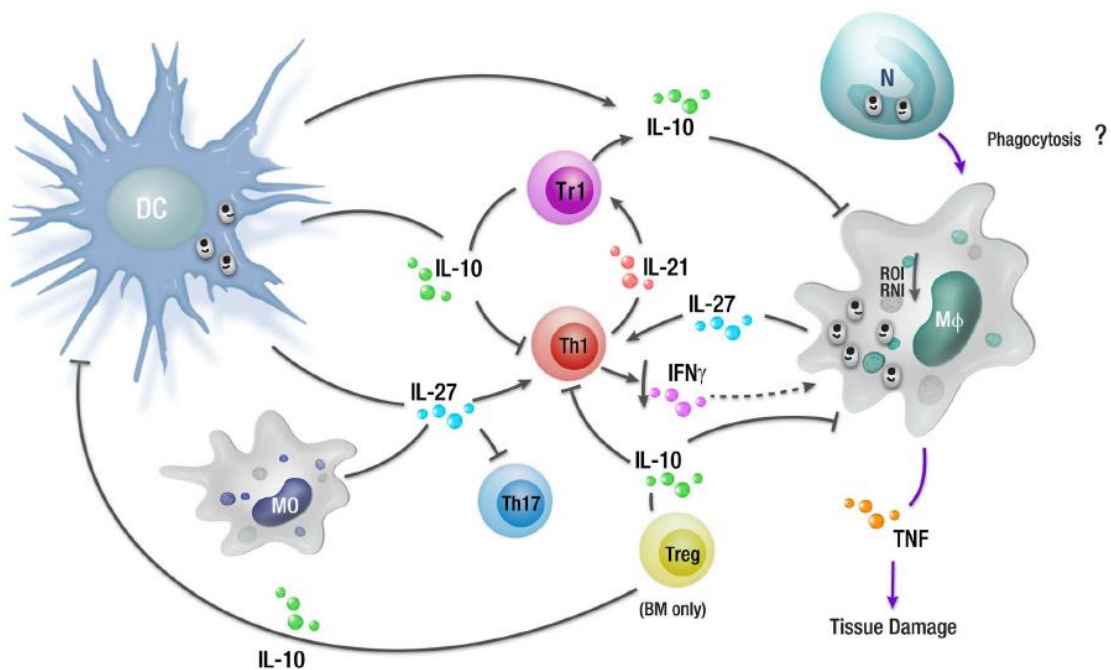 N
IL-10
Phagocytosis ?
Tr1
DC
IL-10
IL-21
ROI
RNI
IL-27
Mϕ
Th1
IFNγ
IL-27
IL-10
MO
Th17
TNF
Treg
(BM only)
Tissue Damage
IL-10